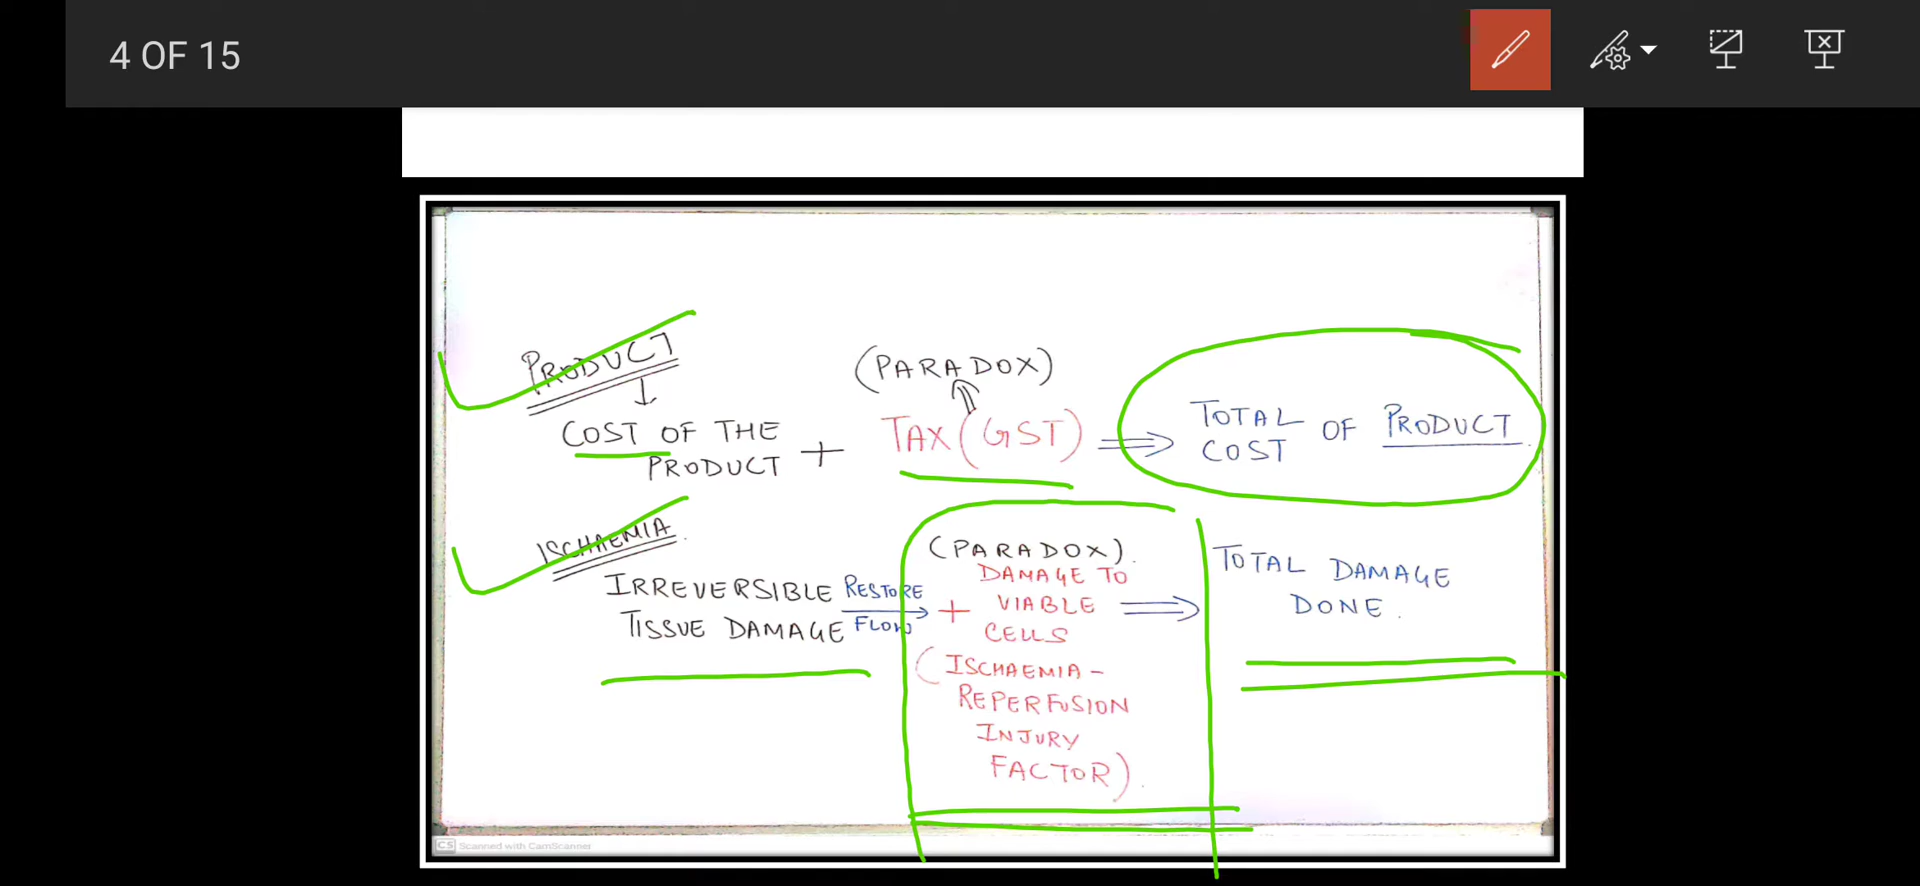 4 OF 15
PRODUCT
(PARADOX)
COST OF THE
PRODUCT
+
TAX (GST)
TOTAL
COST
OF PRODUCT
ISCHAEMIA
IRREVERSIBLE
TISSUE DAMAGE
RESTORE
FLOW
+
(PARADOX).
DAMAGE TO
VIABLE
CELLS
(ISCHAEMIA-
REPERFUSION
INJURY
FACTOR).
TOTAL DAMAGE
DONE.
CS Scanned with CamScanner